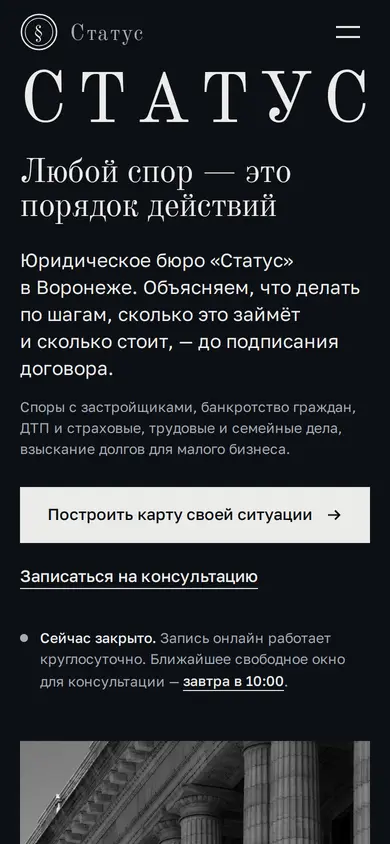 § Статус
СТАТУС
Любой спор — это
порядок действий
Юридическое бюро «Статус»
в Воронеже. Объясняем, что делать
по шагам, сколько это займёт
и сколько стоит, — до подписания
договора.
Споры с застройщиками, банкротство граждан,
ДТП и страховые, трудовые и семейные дела,
взыскание долгов для малого бизнеса.
Построить карту своей ситуации →
Записаться на консультацию
Сейчас закрыто. Запись онлайн работает
круглосуточно. Ближайшее свободное окно
для консультации — завтра в 10:00.